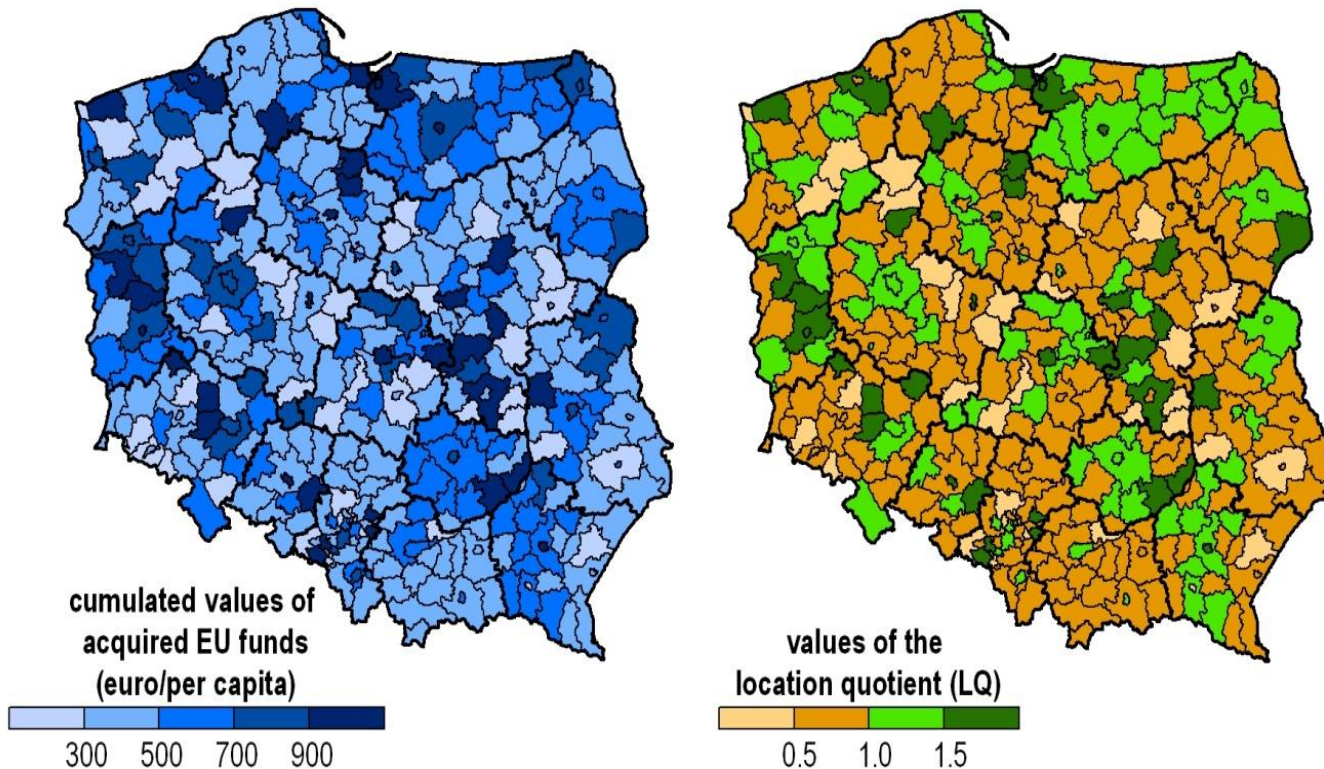 cumulated values of
acquired EU funds
(euro/per capita)
300 500 700 900
values of the
location quotient (LQ)
0.5 1.0 1.5